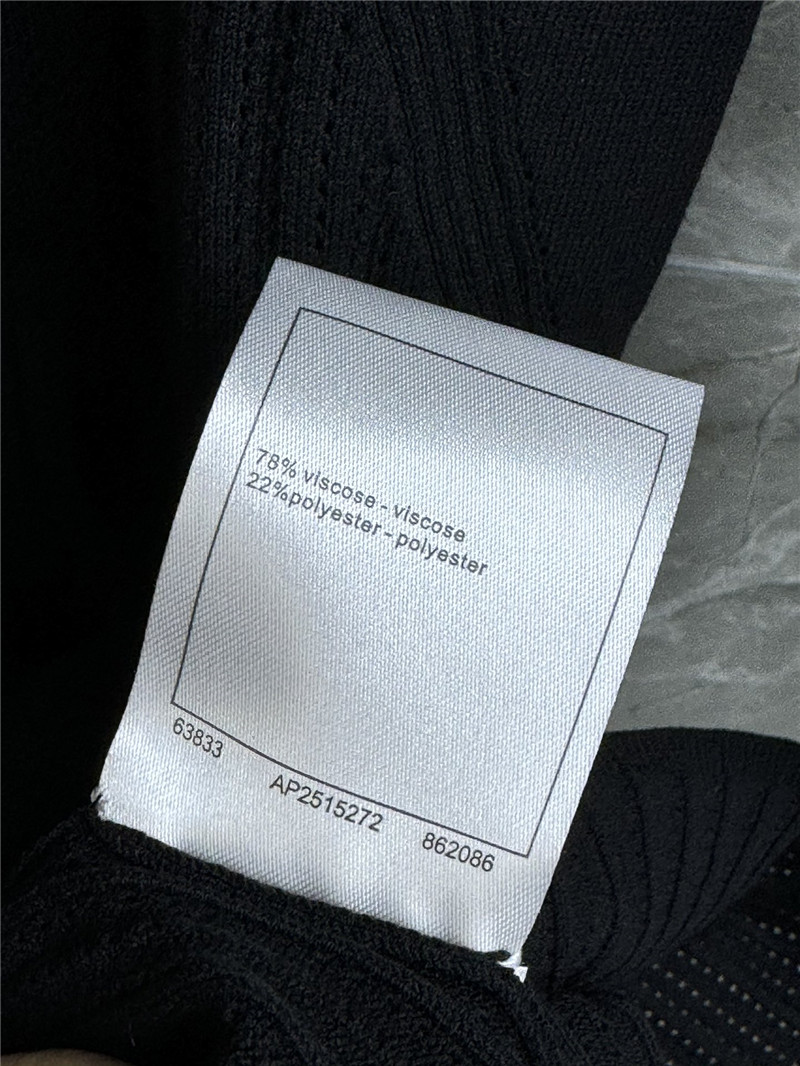 78% viscose - viscose
22%polyester-polyester
63833 AP2515272 862086